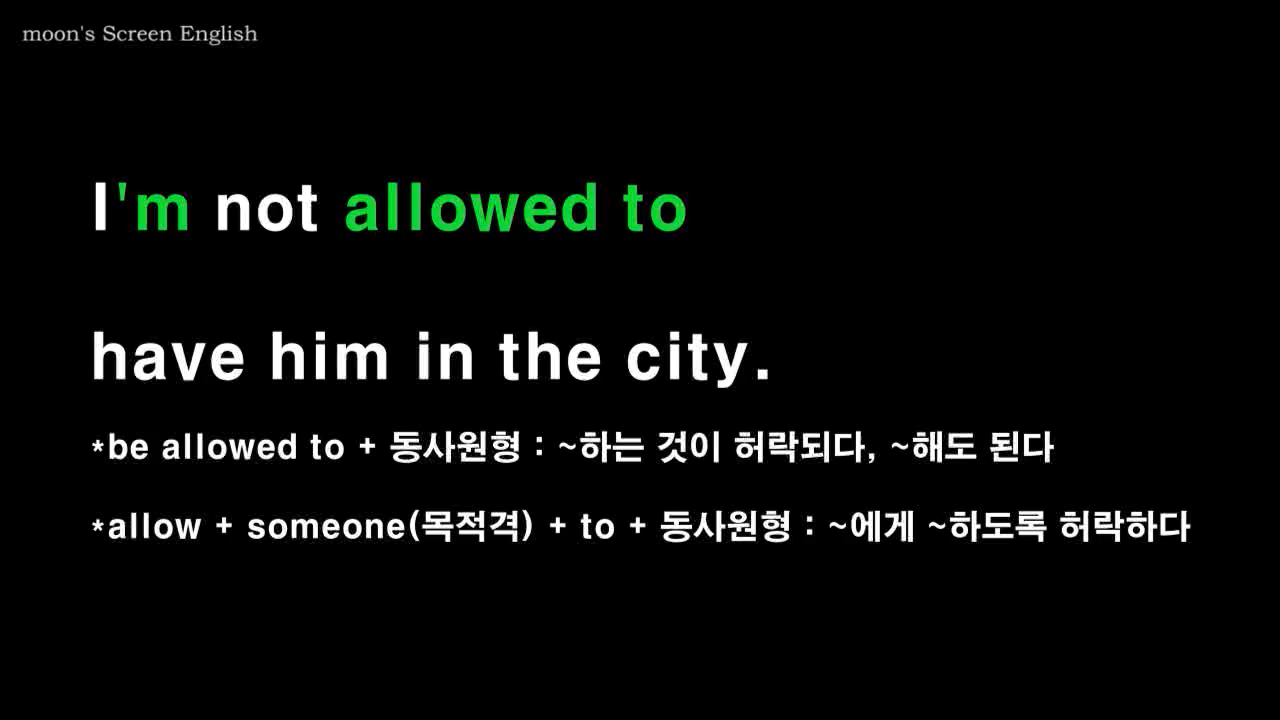 moon's Screen English
I'm not allowed to
have him in the city.
*be allowed to + 동사원형 : ~하는 것이 허락되다, ~해도 된다
*allow + someone(목적격) + to + 동사원형 : ~에게 ~하도록 허락하다